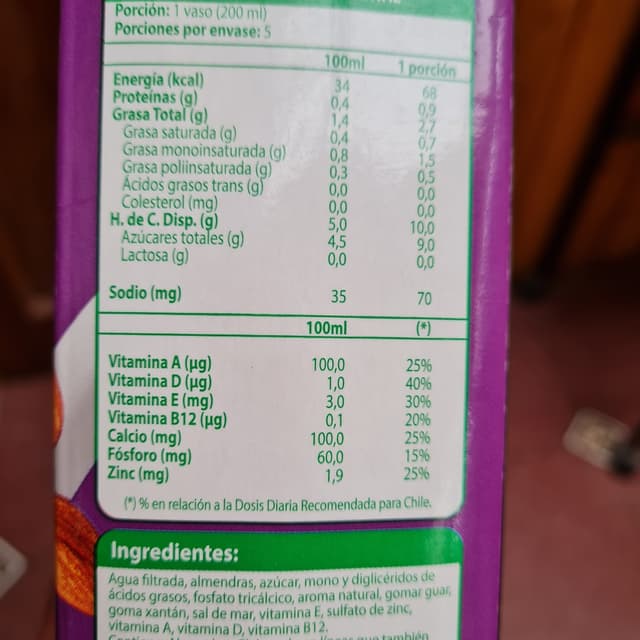 Porción: 1 vaso (200 ml)
Porciones por envase: 5
100ml 1 porción
Energía (kcal) 34 68
Proteínas (g) 0,4 0,9
Grasa Total (g) 1,4 2,7
Grasa saturada (g) 0,4 0,7
Grasa monoinsaturada (g) 0,8 1,5
Grasa poliinsaturada (g) 0,3 0,5
Ácidos grasos trans (g) 0,0 0,0
Colesterol (mg) 0,0 0,0
H. de C. Disp. (g) 5,0 10,0
Azúcares totales (g) 4,5 9,0
Lactosa (g) 0,0 0,0
Sodio (mg) 35 70
100ml (*)
Vitamina A (µg) 100,0 25%
Vitamina D (µg) 1,0 40%
Vitamina E (mg) 3,0 30%
Vitamina B12 (µg) 0,1 20%
Calcio (mg) 100,0 25%
Fósforo (mg) 60,0 15%
Zinc (mg) 1,9 25%
(*) % en relación a la Dosis Diaria Recomendada para Chile.
Ingredientes:
Agua filtrada, almendras, azúcar, mono y diglicéridos de
ácidos grasos, fosfato tricálcico, aroma natural, gomar guar,
goma xantán, sal de mar, vitamina E, sulfato de zinc,
vitamina A, vitamina D, vitamina B12.
que también